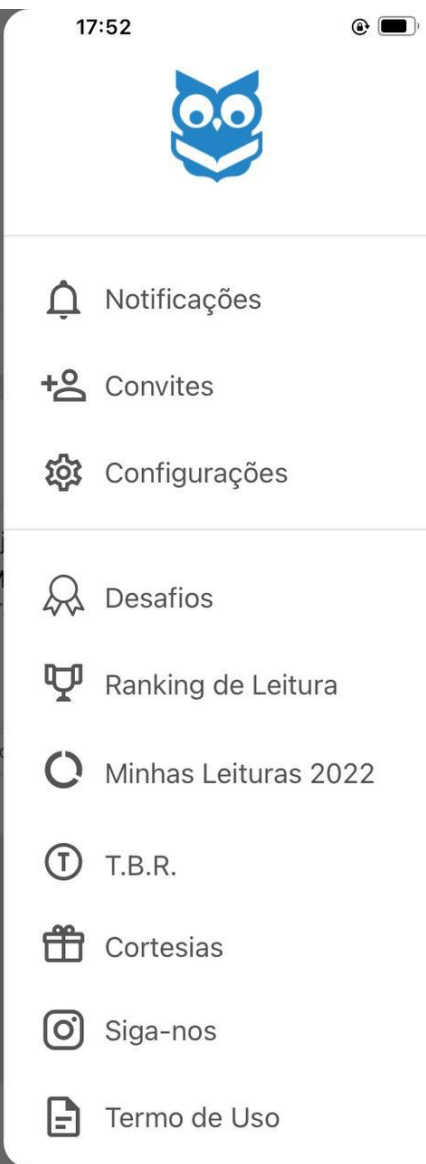 17:52
Notificações
Convites
Configurações
Desafios
Ranking de Leitura
Minhas Leituras 2022
T
T.B.R.
Cortesias
Siga-nos
Termo de Uso